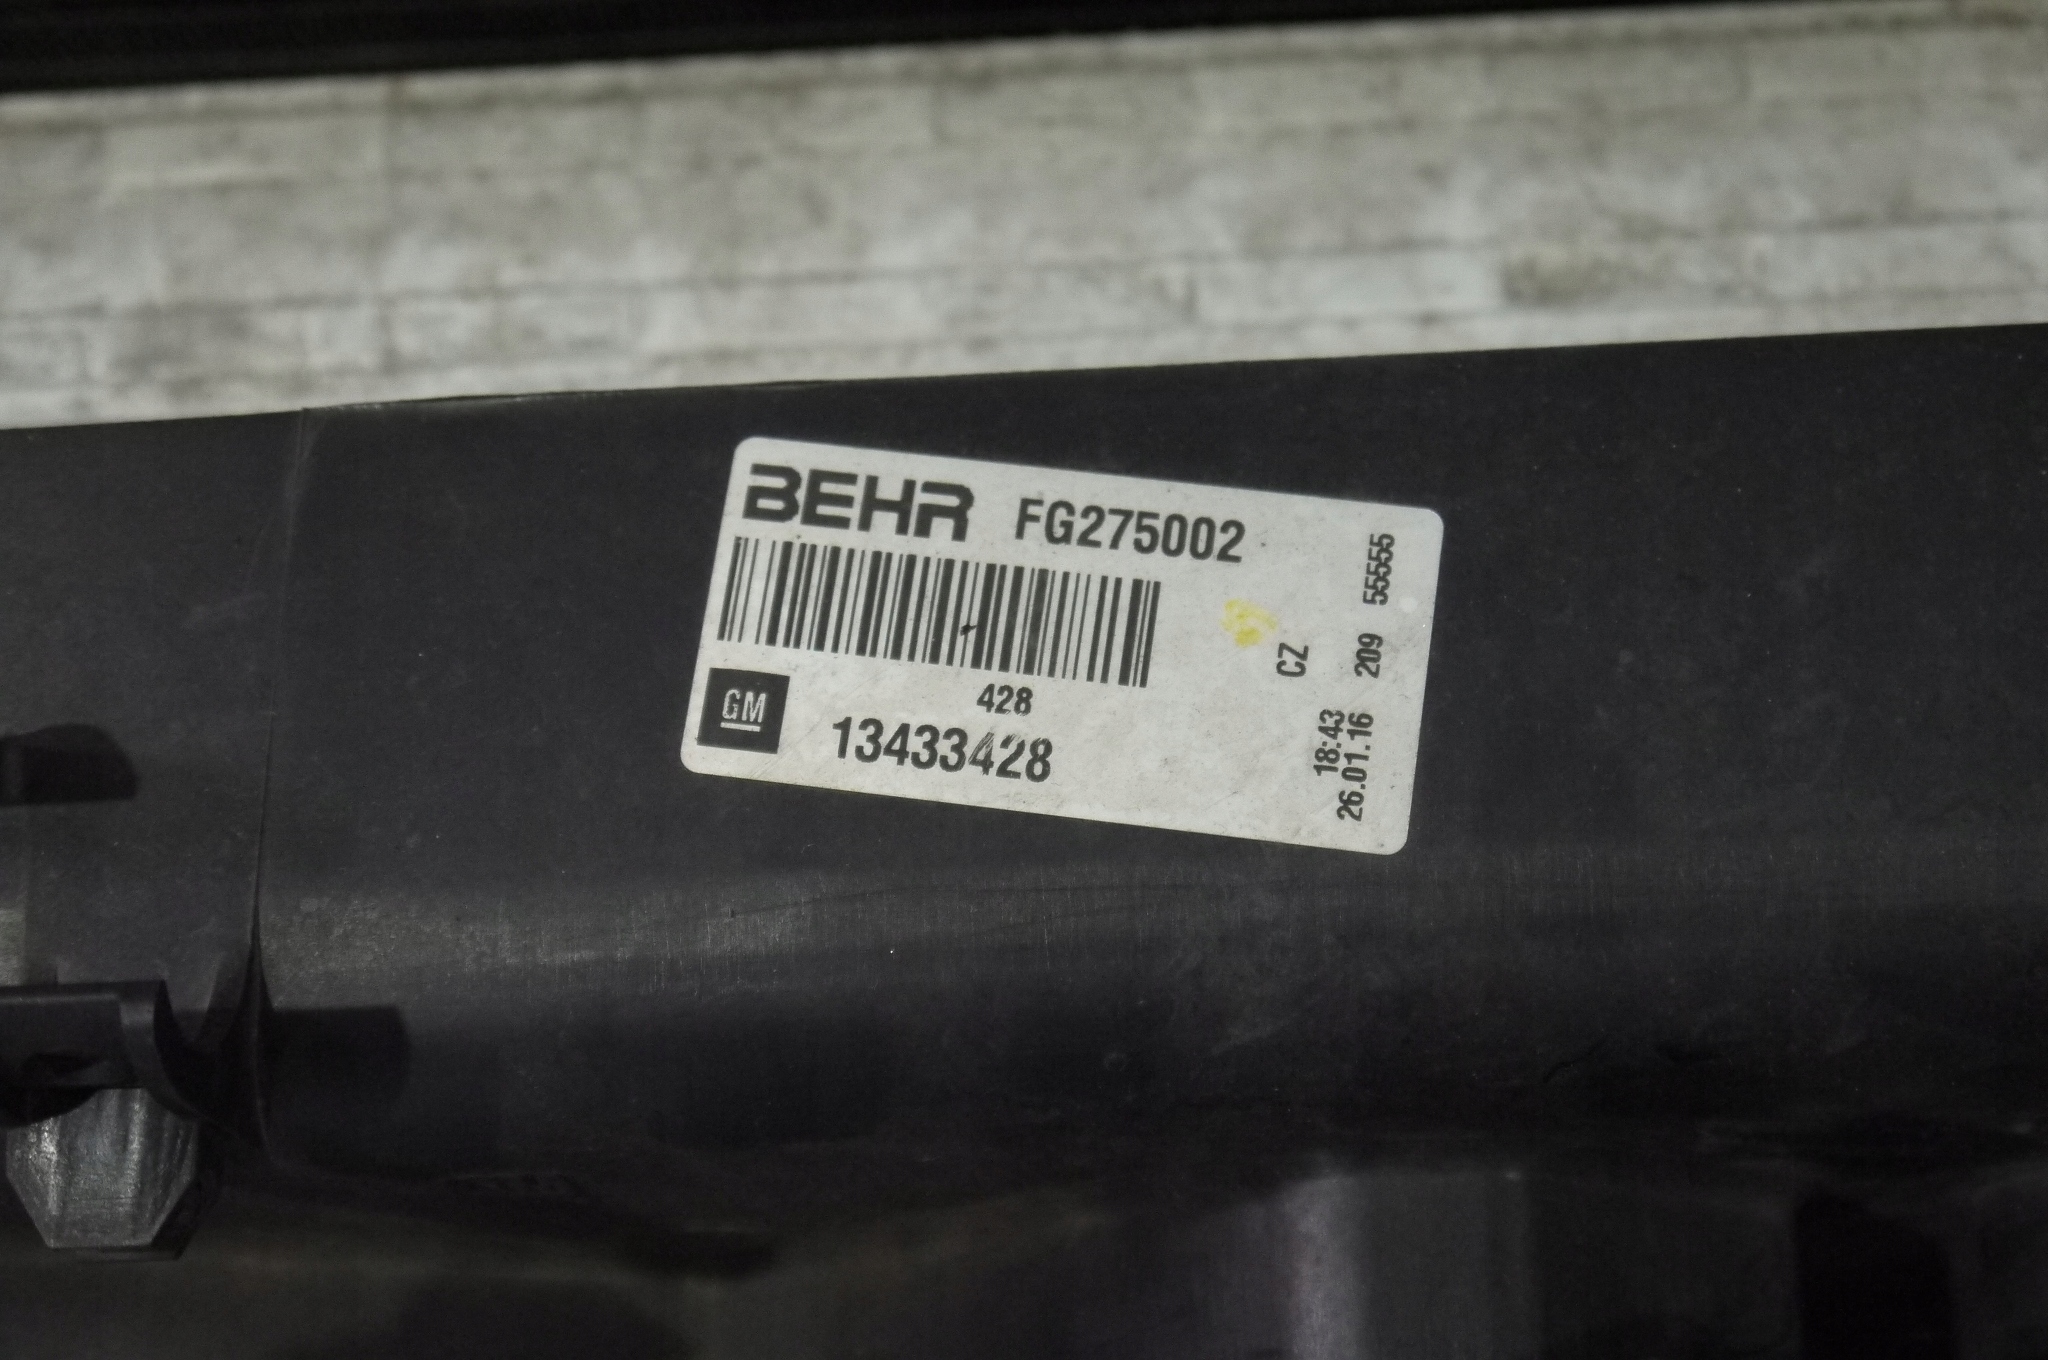 BEHR FG275002
428
GM 13433428
CZ
18:43
26.01.16 209 55555